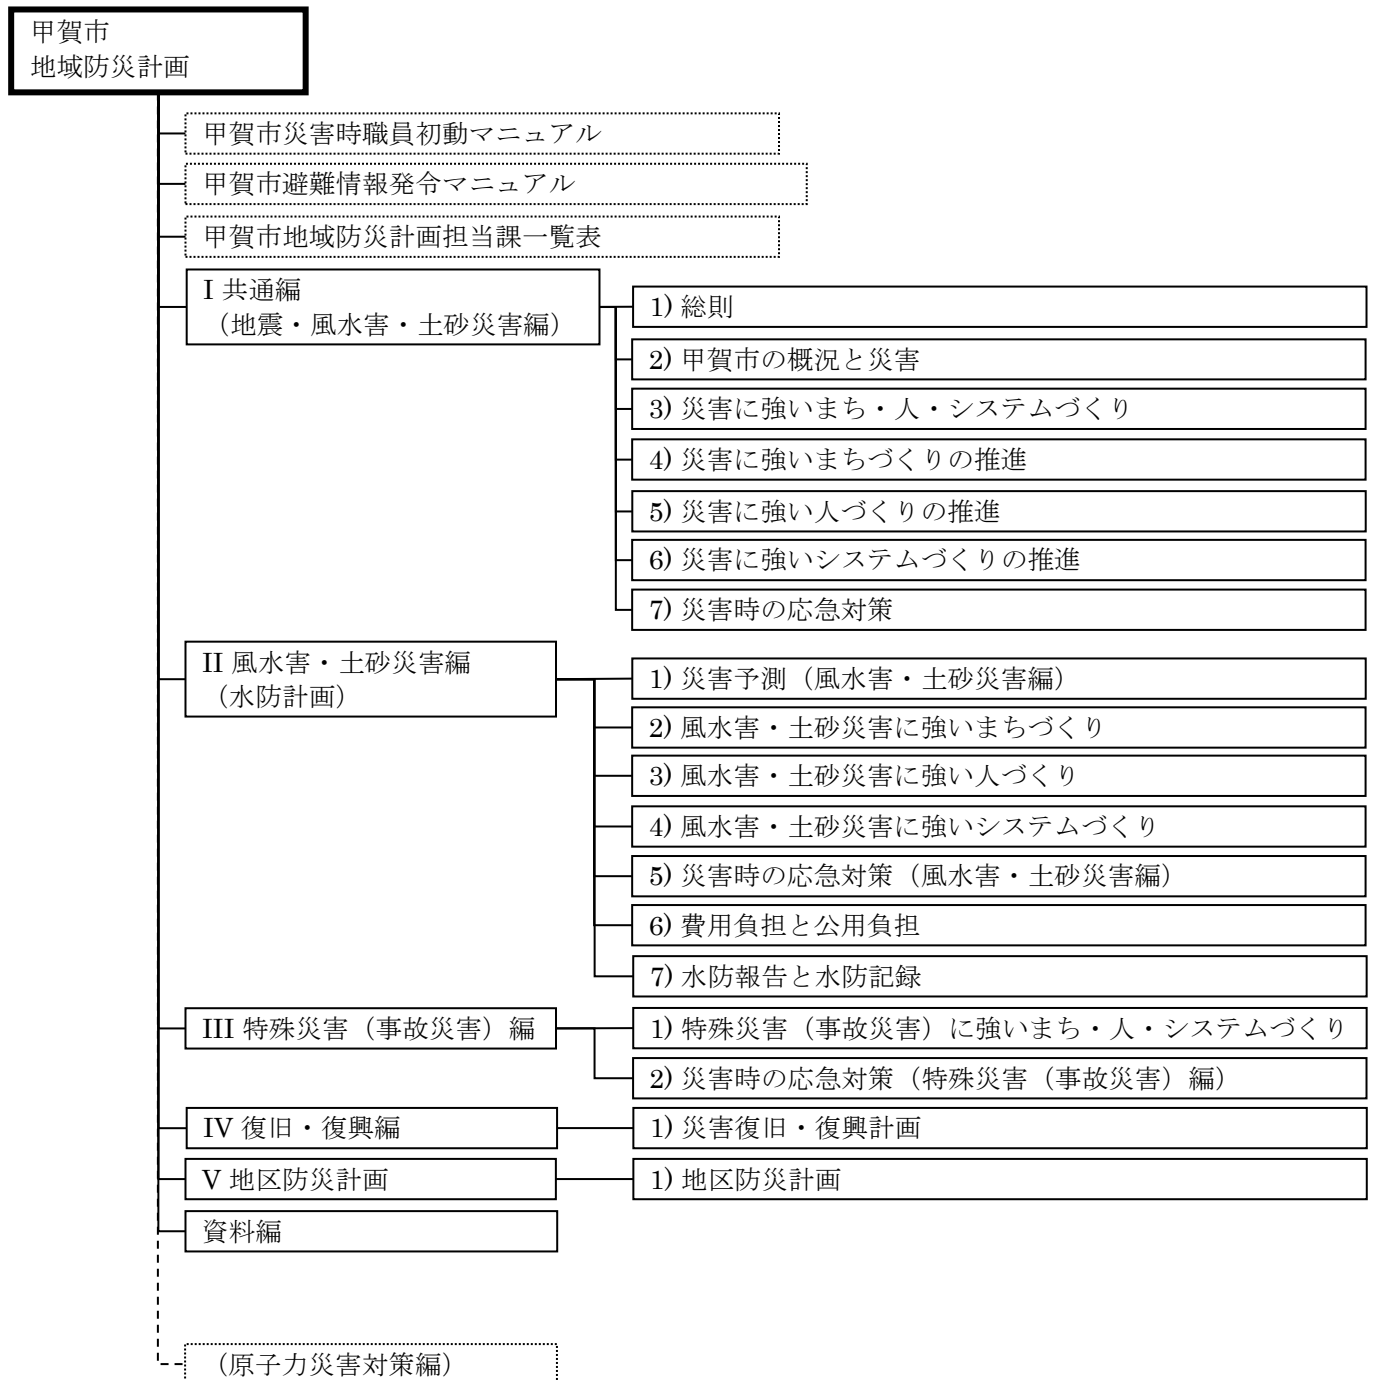 甲賀市
地域防災計画
甲賀市災害時職員初動マニュアル
甲賀市避難情報発令マニュアル
甲賀市地域防災計画担当課一覧表
I 共通編
（地震・風水害・土砂災害編）
1) 総則
2) 甲賀市の概況と災害
3) 災害に強いまち・人・システムづくり
4) 災害に強いまちづくりの推進
5) 災害に強い人づくりの推進
6) 災害に強いシステムづくりの推進
7) 災害時の応急対策
II 風水害・土砂災害編
（水防計画）
1) 災害予測（風水害・土砂災害編）
2) 風水害・土砂災害に強いまちづくり
3) 風水害・土砂災害に強い人づくり
4) 風水害・土砂災害に強いシステムづくり
5) 災害時の応急対策（風水害・土砂災害編）
6) 費用負担と公用負担
7) 水防報告と水防記録
III 特殊災害（事故災害）編
1) 特殊災害（事故災害）に強いまち・人・システムづくり
2) 災害時の応急対策（特殊災害（事故災害）編）
IV 復旧・復興編
1) 災害復旧・復興計画
V 地区防災計画
1) 地区防災計画
資料編
（原子力災害対策編）